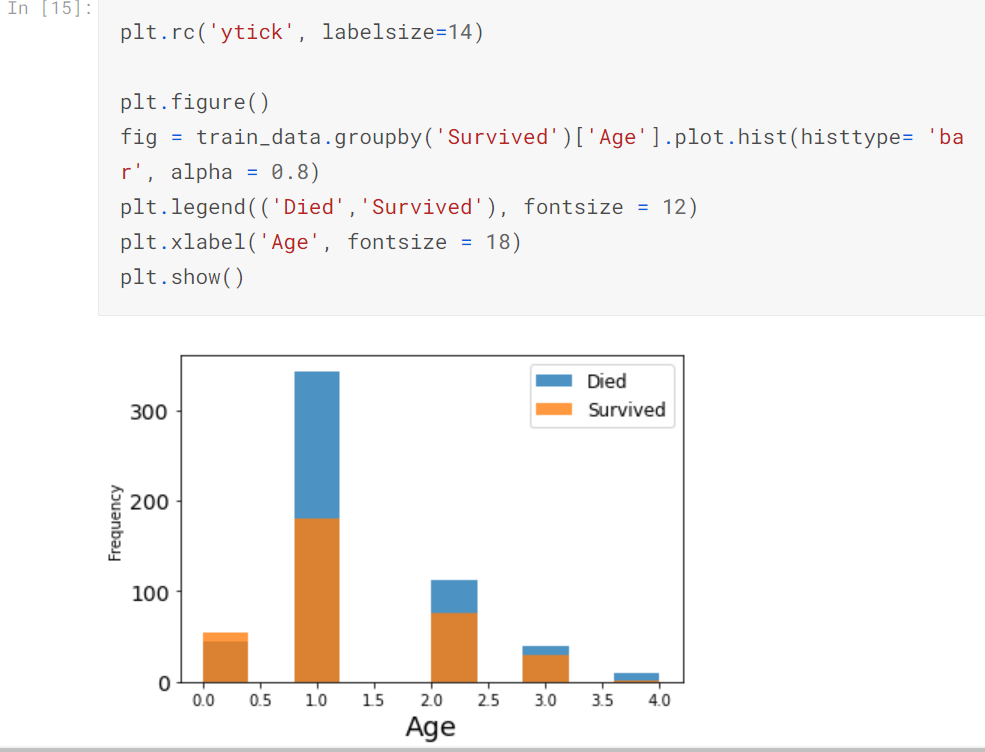 In [15]:
plt.rc('ytick', labelsize=14)
plt.figure()
fig = train_data.groupby('Survived')['Age'].plot.hist(histtype= 'ba
r', alpha = 0.8)
plt.legend(('Died','Survived'), fontsize = 12)
plt.xlabel('Age', fontsize = 18)
plt.show()
Died
Survived
300
200
100
0
Frequency
0.0 0.5 1.0 1.5 2.0 2.5 3.0 3.5 4.0
Age